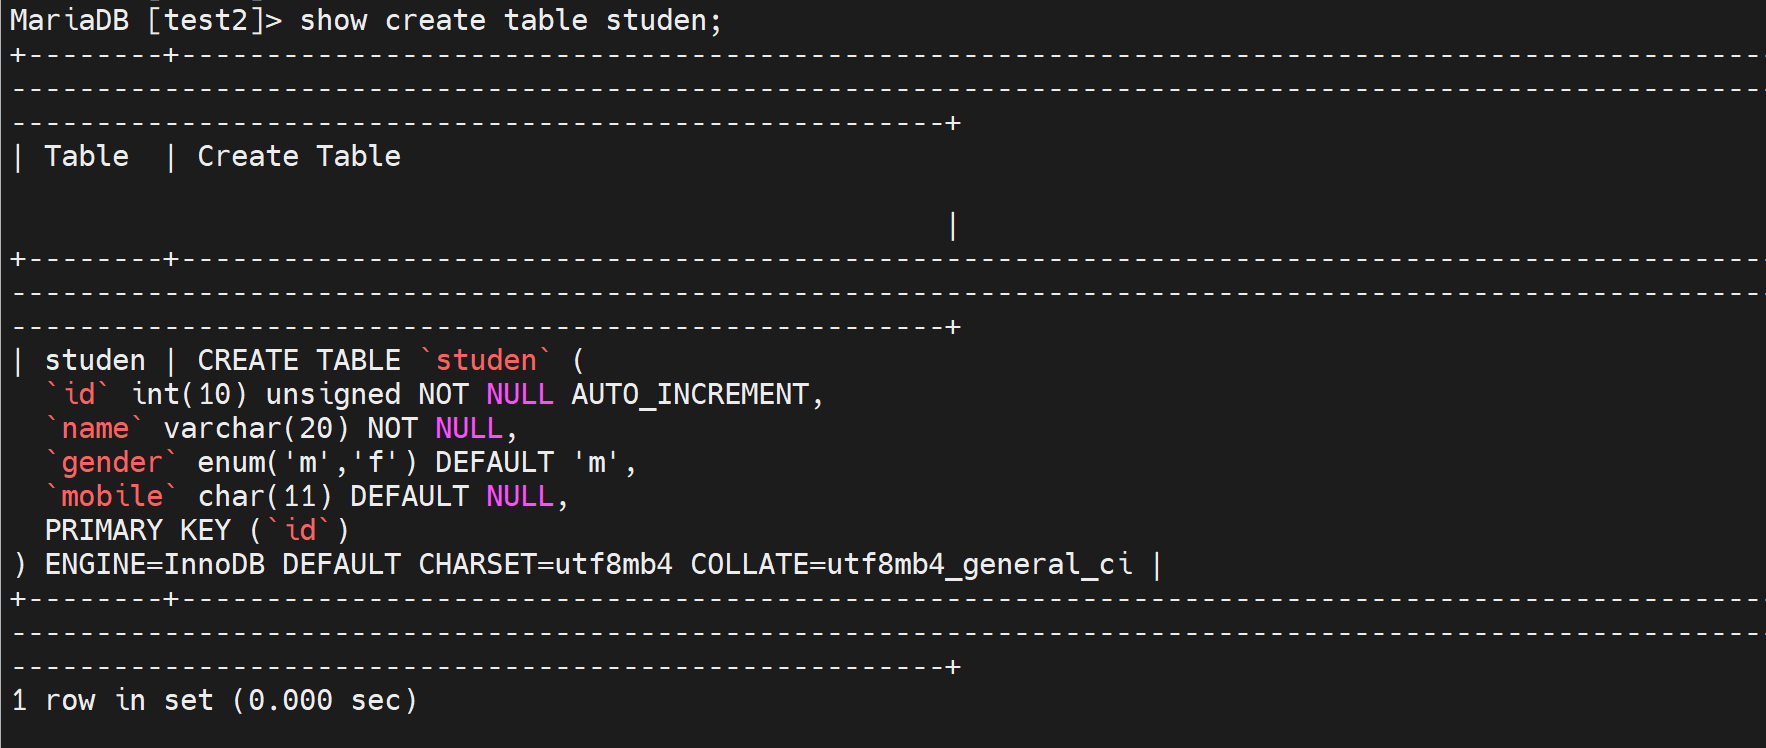 MariaDB [test2]> show create table studen;
+--------+---------------------------------------------------------------------------------------------
--------------------------------------------------------------------------------------------------------
-------------------------------------------------------+
| Table  | Create Table
|
+--------+---------------------------------------------------------------------------------------------
--------------------------------------------------------------------------------------------------------
-------------------------------------------------------+
| studen | CREATE TABLE `studen` (
  `id` int(10) unsigned NOT NULL AUTO_INCREMENT,
  `name` varchar(20) NOT NULL,
  `gender` enum('m','f') DEFAULT 'm',
  `mobile` char(11) DEFAULT NULL,
  PRIMARY KEY (`id`)
) ENGINE=InnoDB DEFAULT CHARSET=utf8mb4 COLLATE=utf8mb4_general_ci |
+--------+---------------------------------------------------------------------------------------------
--------------------------------------------------------------------------------------------------------
-------------------------------------------------------+
1 row in set (0.000 sec)